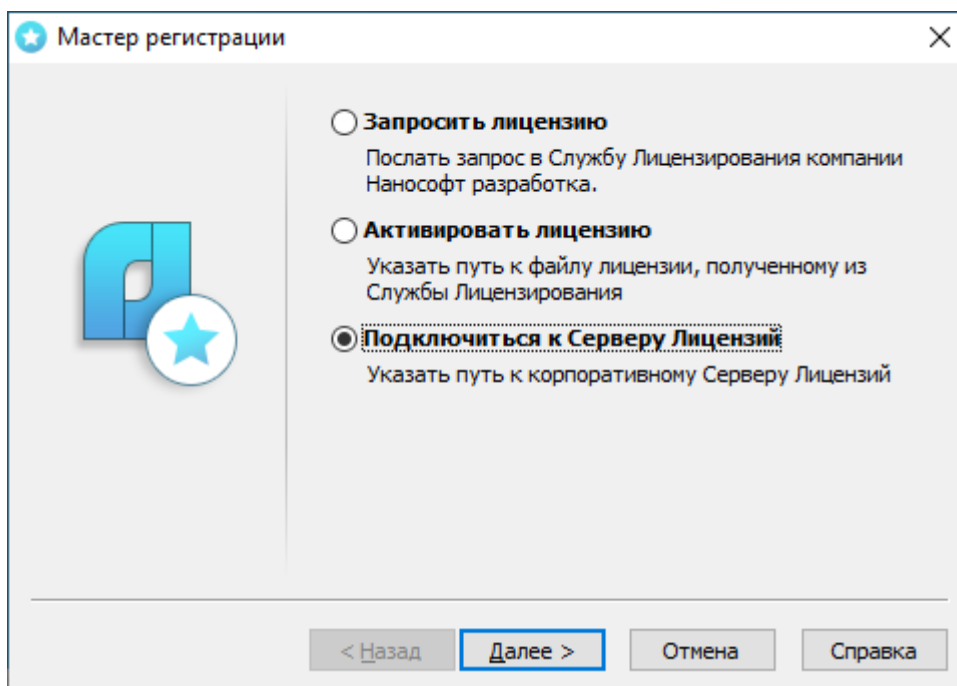 Мастер регистрации
Запросить лицензию
Послать запрос в Службу Лицензирования компании
Нанософт разработка.
Активировать лицензию
Указать путь к файлу лицензии, полученному из
Службы Лицензирования
Подключиться к Серверу Лицензий
Указать путь к корпоративному Серверу Лицензий
< Назад
Далее >
Отмена
Справка